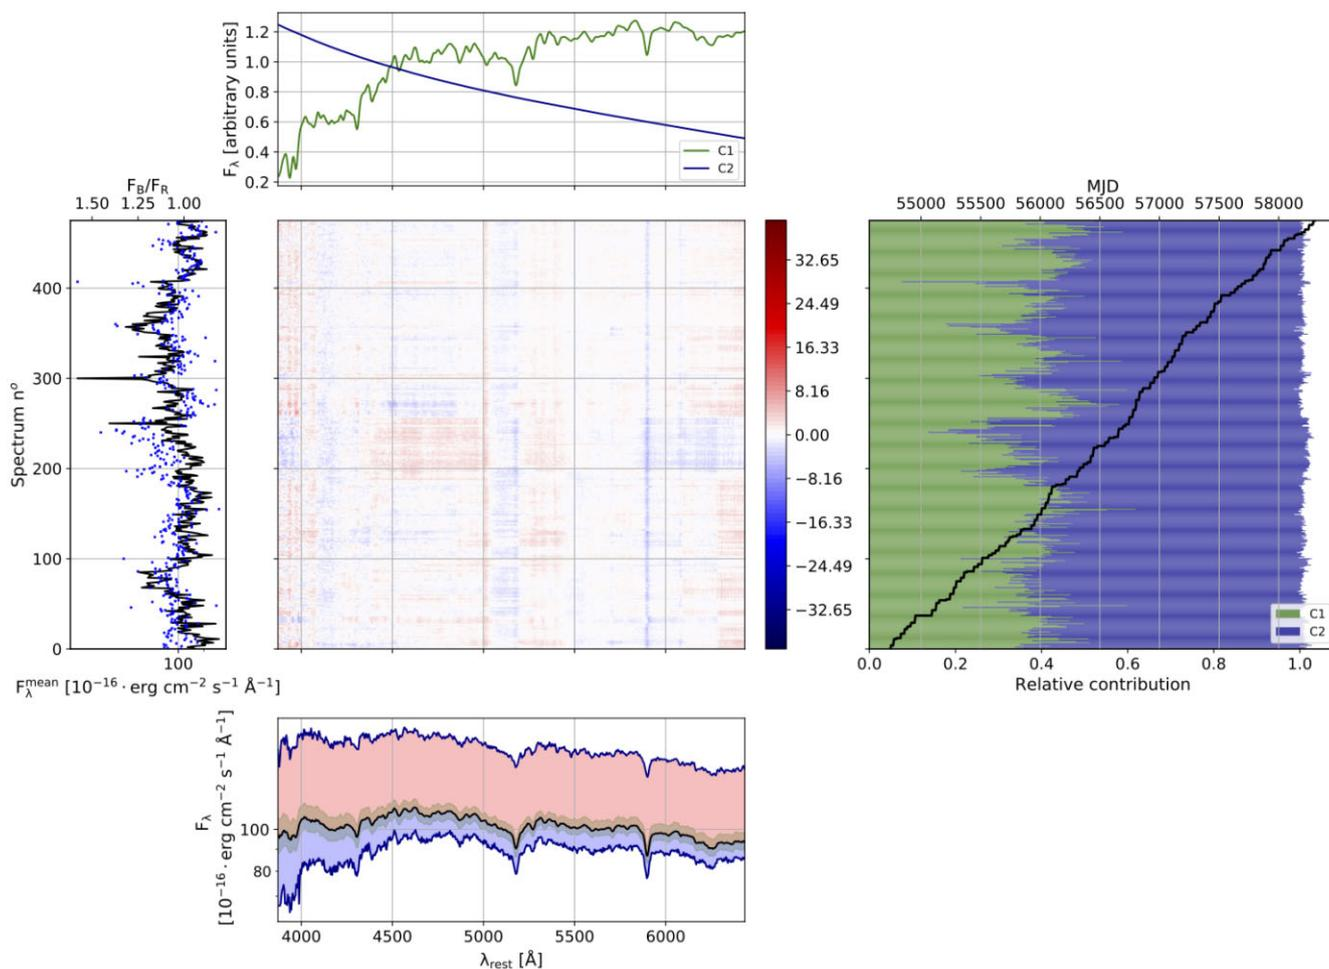 1.2
1.0
0.8
0.6
0.4
0.2
F_λ [arbitrary units]
C1
C2
F_B/F_R
1.50 1.25 1.00
400
300
200
100
0
Spectrum n^o
100
F_λ^mean [10^−16 · erg cm^−2 s^−1 Å^−1]
32.65
24.49
16.33
8.16
0.00
−8.16
−16.33
−24.49
−32.65
MJD
55000 55500 56000 56500 57000 57500 58000
C1
C2
0.0 0.2 0.4 0.6 0.8 1.0
Relative contribution
F_λ
[10^−16 · erg cm^−2 s^−1 Å^−1]
100
80
4000 4500 5000 5500 6000
λ_rest [Å]